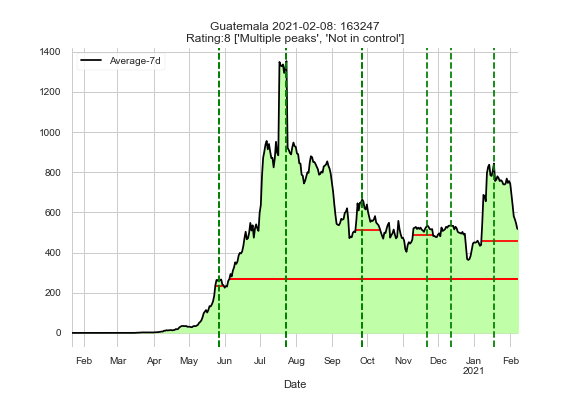 Guatemala 2021-02-08: 163247
Rating:8 ['Multiple peaks', 'Not in control']
Average-7d
1400
1200
1000
800
600
400
200
0
Feb Mar Apr May Jun Jul Aug Sep Oct Nov Dec Jan Feb
2021
Date